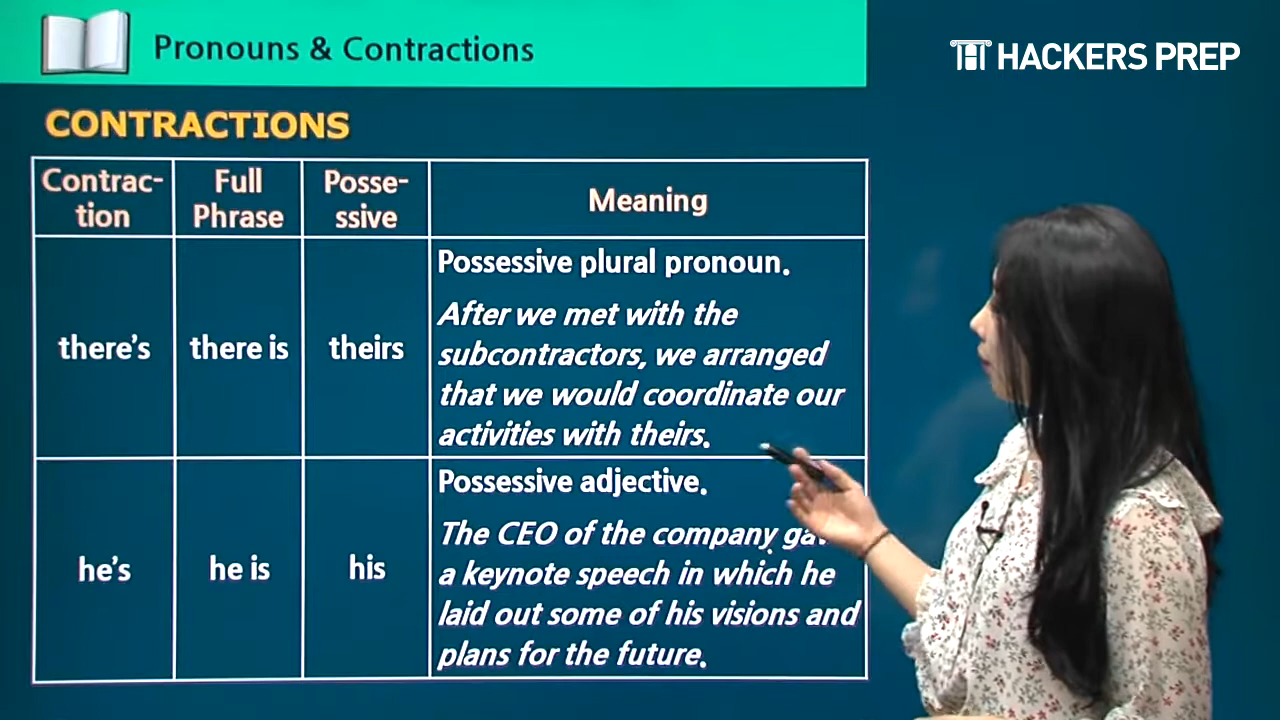 Pronouns & Contractions
HACKERS PREP
CONTRACTIONS
Contrac-
tion
Full
Phrase
Posse-
ssive
Meaning
there's
there is
theirs
Possessive plural pronoun.
After we met with the
subcontractors, we arranged
that we would coordinate our
activities with theirs.
he's
he is
his
Possessive adjective.
The CEO of the company
a keynote speech in which he
laid out some of his visions and
plans for the future.